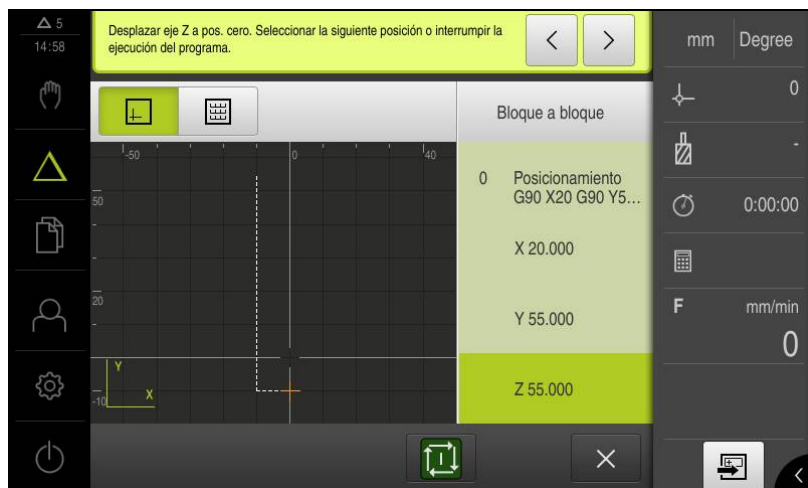 5
14:58
Desplazar eje Z a pos. cero. Seleccionar la siguiente posición o interrumpir la
ejecución del programa.
mm Degree
0
-
0:00:00
F mm/min
0
Bloque a bloque
-50 0 40
50
20
-10
Y
X
0 Posicionamiento
G90 X20 G90 Y5...
X 20.000
Y 55.000
Z 55.000